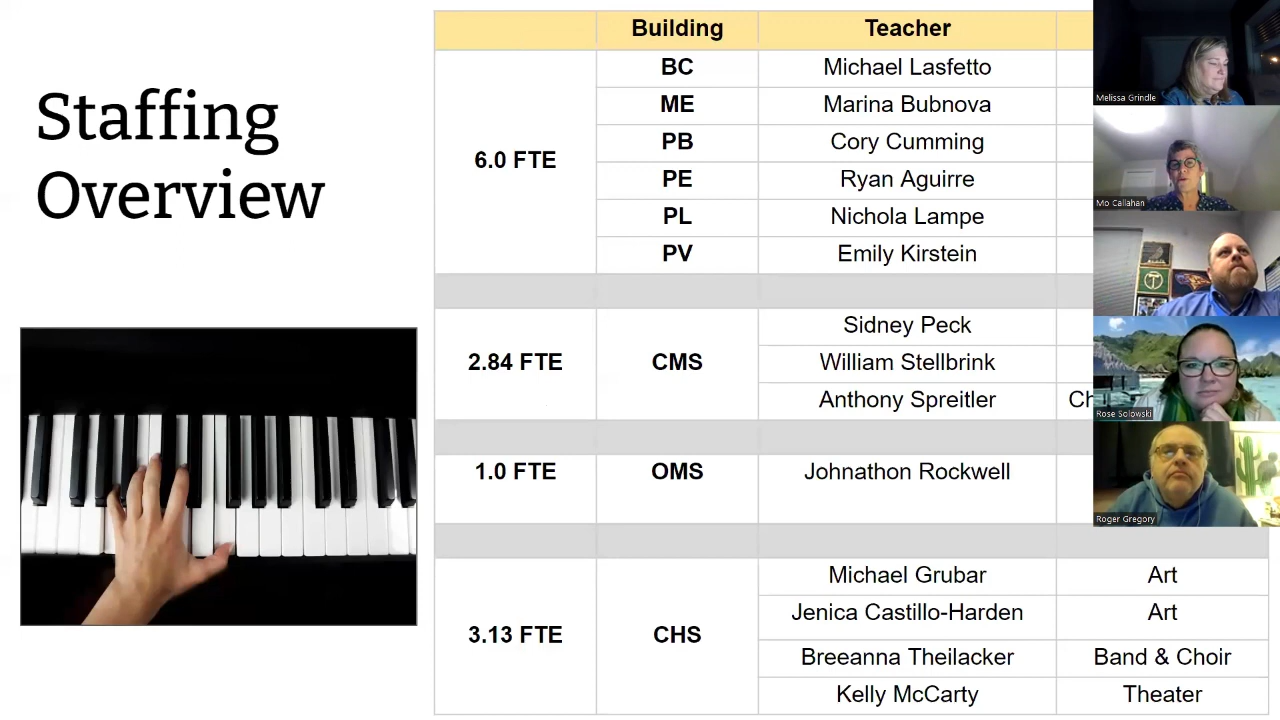 Staffing
Overview
Building Teacher
6.0 FTE
BC Michael Lasfetto
ME Marina Bubnova
PB Cory Cumming
PE Ryan Aguirre
PL Nichola Lampe
PV Emily Kirstein
2.84 FTE CMS
Sidney Peck
William Stellbrink
Anthony Spreitler Ch
1.0 FTE OMS Johnathon Rockwell
3.13 FTE CHS
Michael Grubar Art
Jenica Castillo-Harden Art
Breeanna Theilacker Band & Choir
Kelly McCarty Theater
Melissa Grindle
Mo Callahan
T
Rose Solowski
Roger Gregory